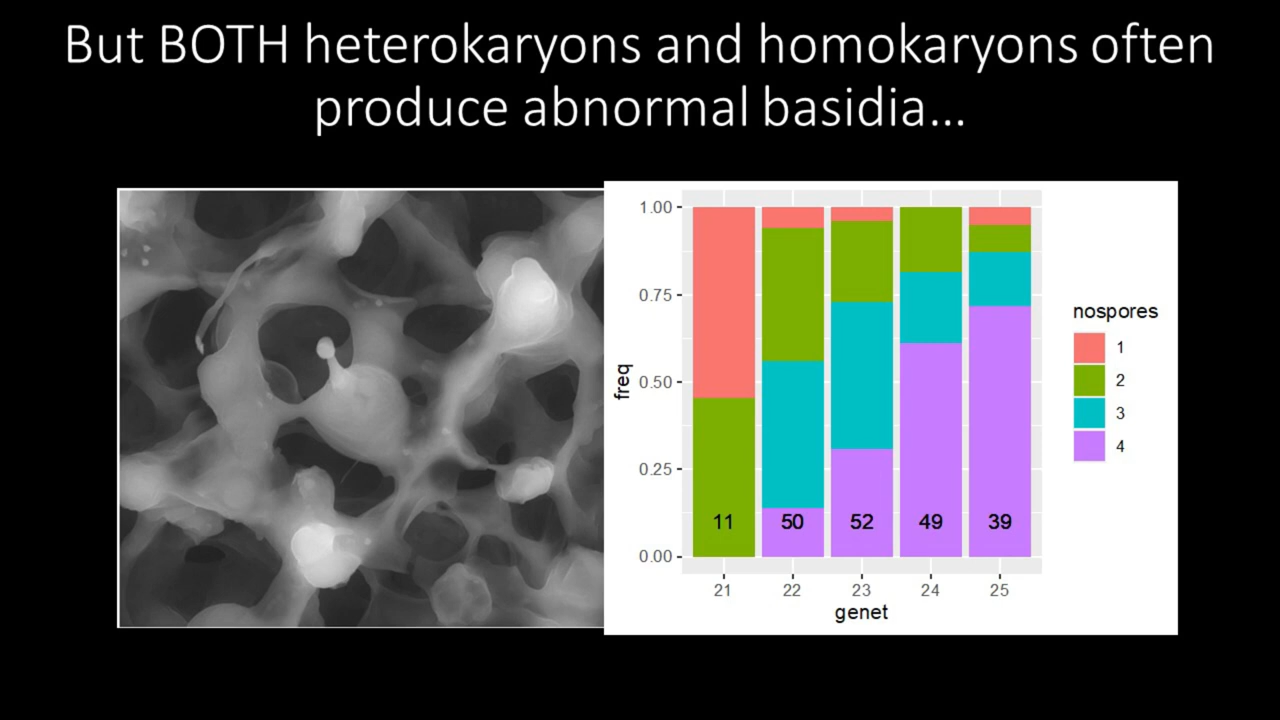 But BOTH heterokaryons and homokaryons often
produce abnormal basidia...
1.00
0.75
0.50
0.25
0.00
freq
11 50 52 49 39
21 22 23 24 25
genet
nospores
1
2
3
4